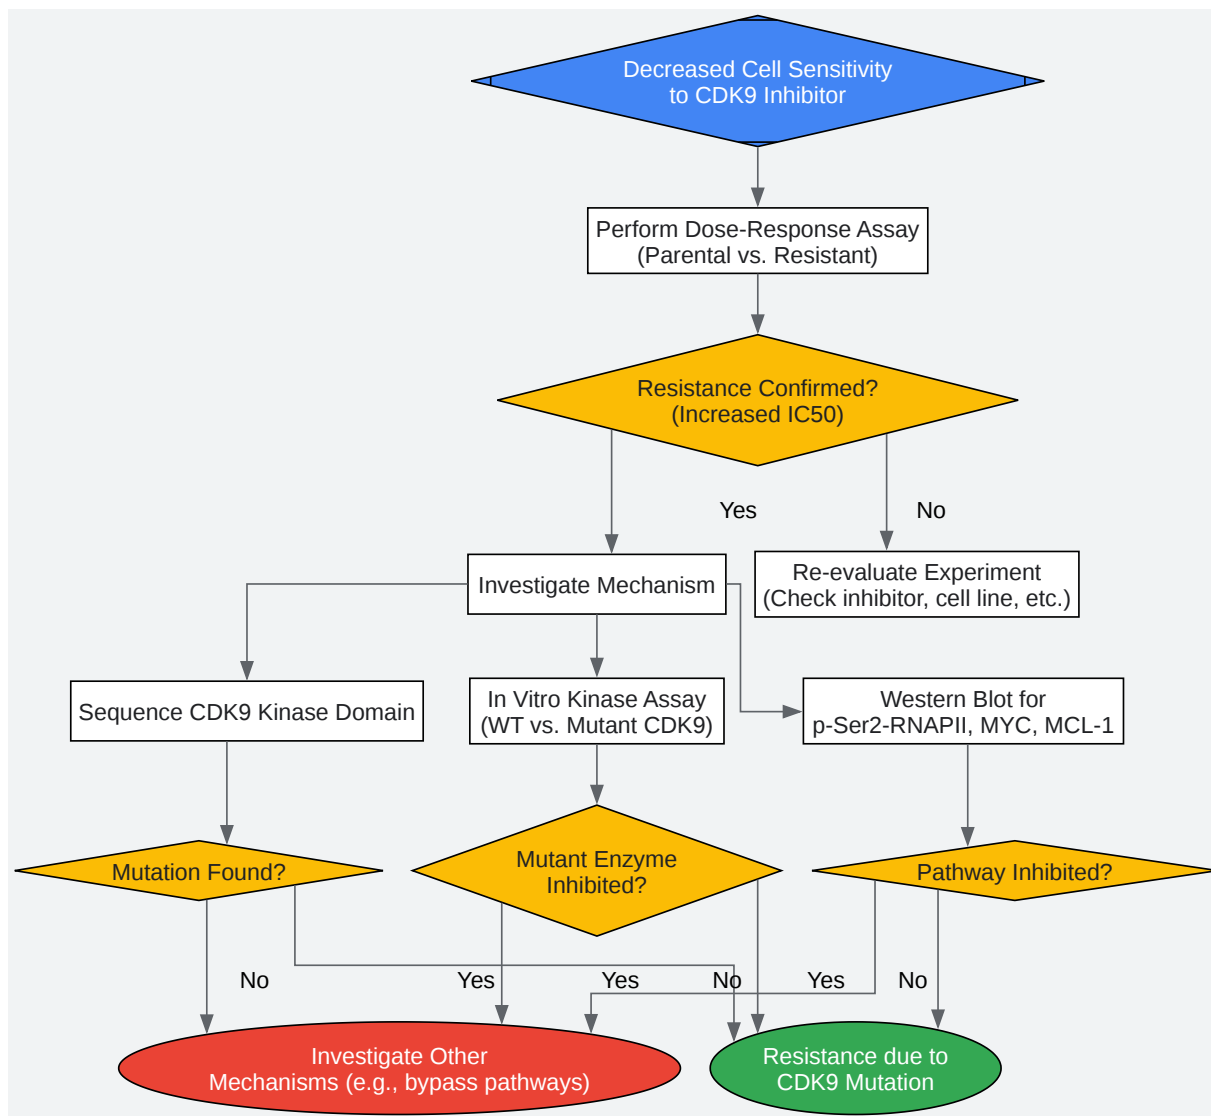 Decreased Cell Sensitivity
to CDK9 Inhibitor
Perform Dose-Response Assay
(Parental vs. Resistant)
Resistance Confirmed?
(Increased IC50)
Yes
No
Investigate Mechanism
Re-evaluate Experiment
(Check inhibitor, cell line, etc.)
Sequence CDK9 Kinase Domain
In Vitro Kinase Assay
(WT vs. Mutant CDK9)
Western Blot for
p-Ser2-RNAPII, MYC, MCL-1
Mutation Found?
Mutant Enzyme
Inhibited?
Pathway Inhibited?
No
Yes
Yes
No
Yes
No
Investigate Other
Mechanisms (e.g., bypass pathways)
Resistance due to
CDK9 Mutation